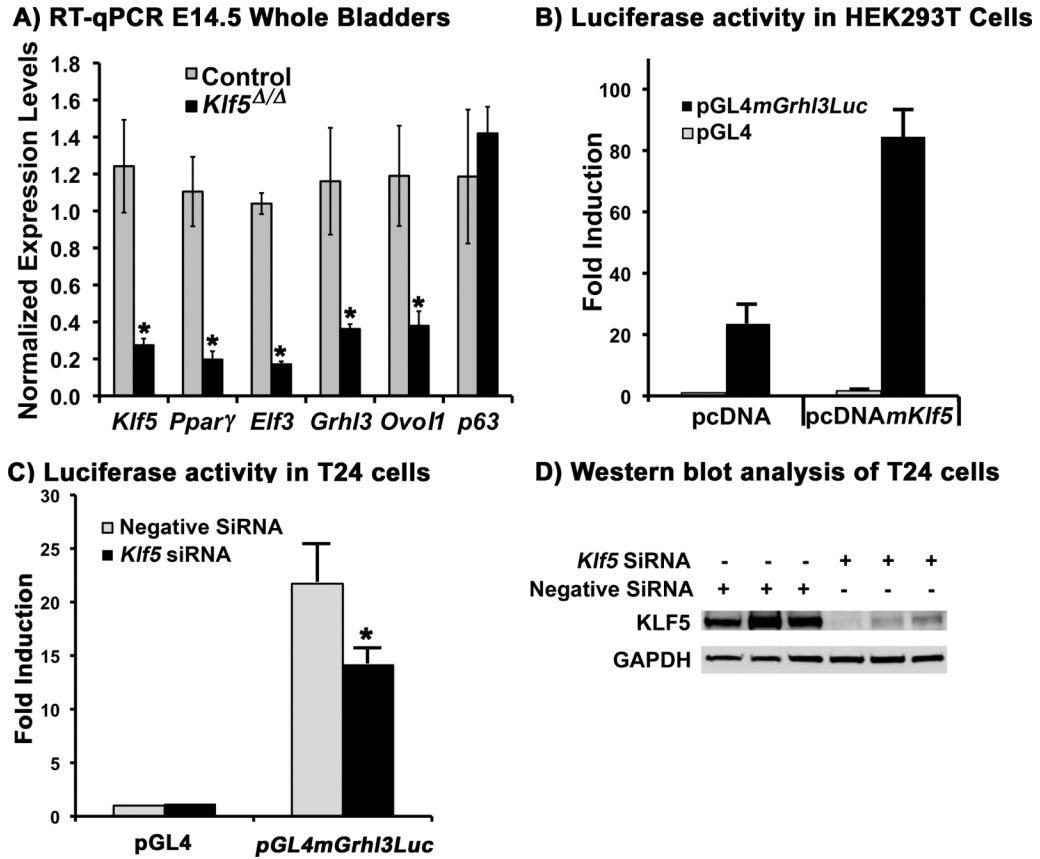 A) RT-qPCR E14.5 Whole Bladders
Normalized Expression Levels
1.8
1.6
1.4
1.2
1.0
0.8
0.6
0.4
0.2
0.0
Control
Klf5Δ/Δ
* * * * *
Klf5 Pparγ Elf3 Grhl3 Ovol1 p63
B) Luciferase activity in HEK293T Cells
Fold Induction
100
80
60
40
20
0
pGL4mGrhl3Luc
pGL4
pcDNA pcDNAmKlf5
C) Luciferase activity in T24 cells
Fold Induction
30
25
20
15
10
5
0
Negative SiRNA
Klf5 siRNA
*
pGL4 pGL4mGrhl3Luc
D) Western blot analysis of T24 cells
Klf5 SiRNA - - - + + +
Negative SiRNA + + + - - -
KLF5
GAPDH